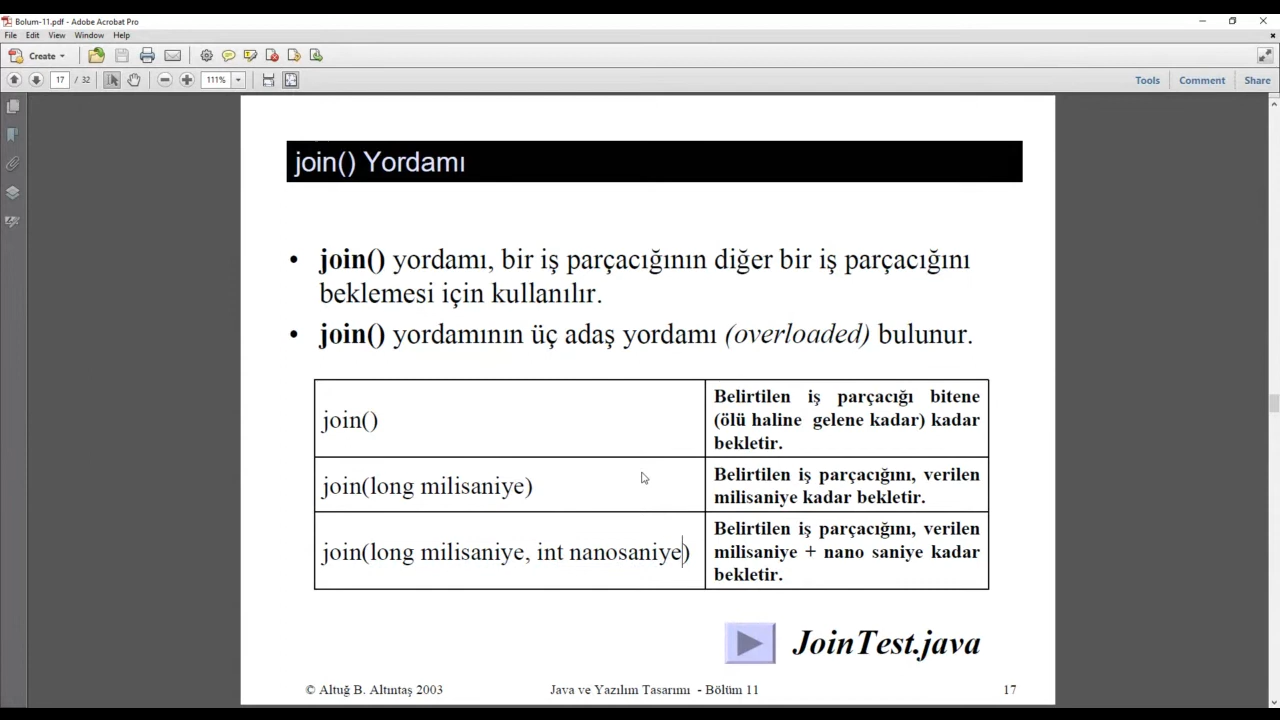 Bolum-11.pdf - Adobe Acrobat Pro
File Edit View Window Help
Create
17 / 32 111% Tools Comment Share
join() Yordamı
• join() yordamı, bir iş parçacığının diğer bir iş parçacığını
beklemesi için kullanılır.
• join() yordamının üç adaş yordamı (overloaded) bulunur.
join()
Belirtilen iş parçacığı bitene
(ölü haline gelene kadar) kadar
bekletir.
join(long milisaniye)
Belirtilen iş parçacığını, verilen
milisaniye kadar bekletir.
join(long milisaniye, int nanosaniye)
Belirtilen iş parçacığını, verilen
milisaniye + nano saniye kadar
bekletir.
JoinTest.java
© Altuğ B. Altıntaş 2003 Java ve Yazılım Tasarımı - Bölüm 11 17